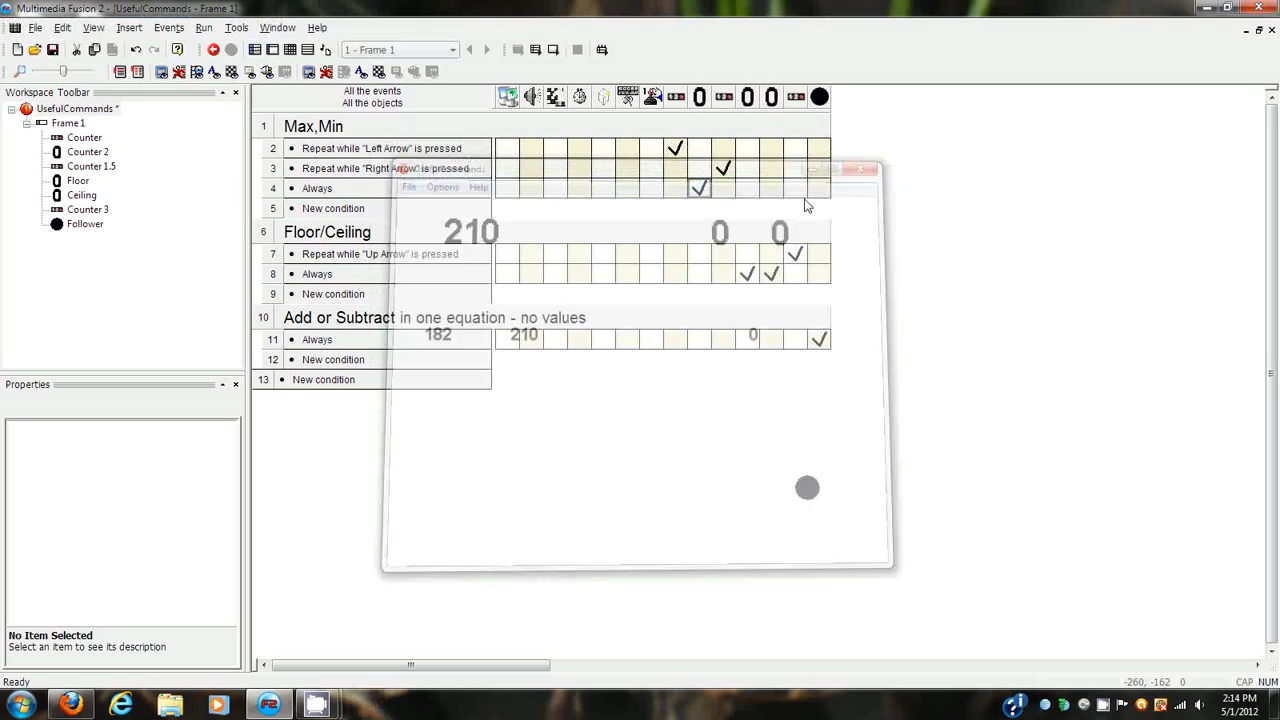 Multimedia Fusion 2 - [UsefulCommands - Frame 1]
File Edit View Insert Events Run Tools Window Help
1 - Frame 1
Workspace Toolbar
UsefulCommands *
Frame 1
Counter
Counter 2
Counter 1.5
Floor
Ceiling
Counter 3
Follower
Properties
No Item Selected
Select an item to see its description
All the events
All the objects
1 Max,Min
2 • Repeat while "Left Arrow" is pressed
3 • Repeat while "Right Arrow" is pressed
4 • Always
5 • New condition
File Options Help
210 0 0
6 Floor/Ceiling
7 • Repeat while "Up Arrow" is pressed
8 • Always
9 • New condition
10 Add or Subtract in one equation - no values
182 210 0
11 • Always
12 • New condition
13 • New condition
Ready
-260, -162 0
CAP NUM
2:14 PM
5/1/2012